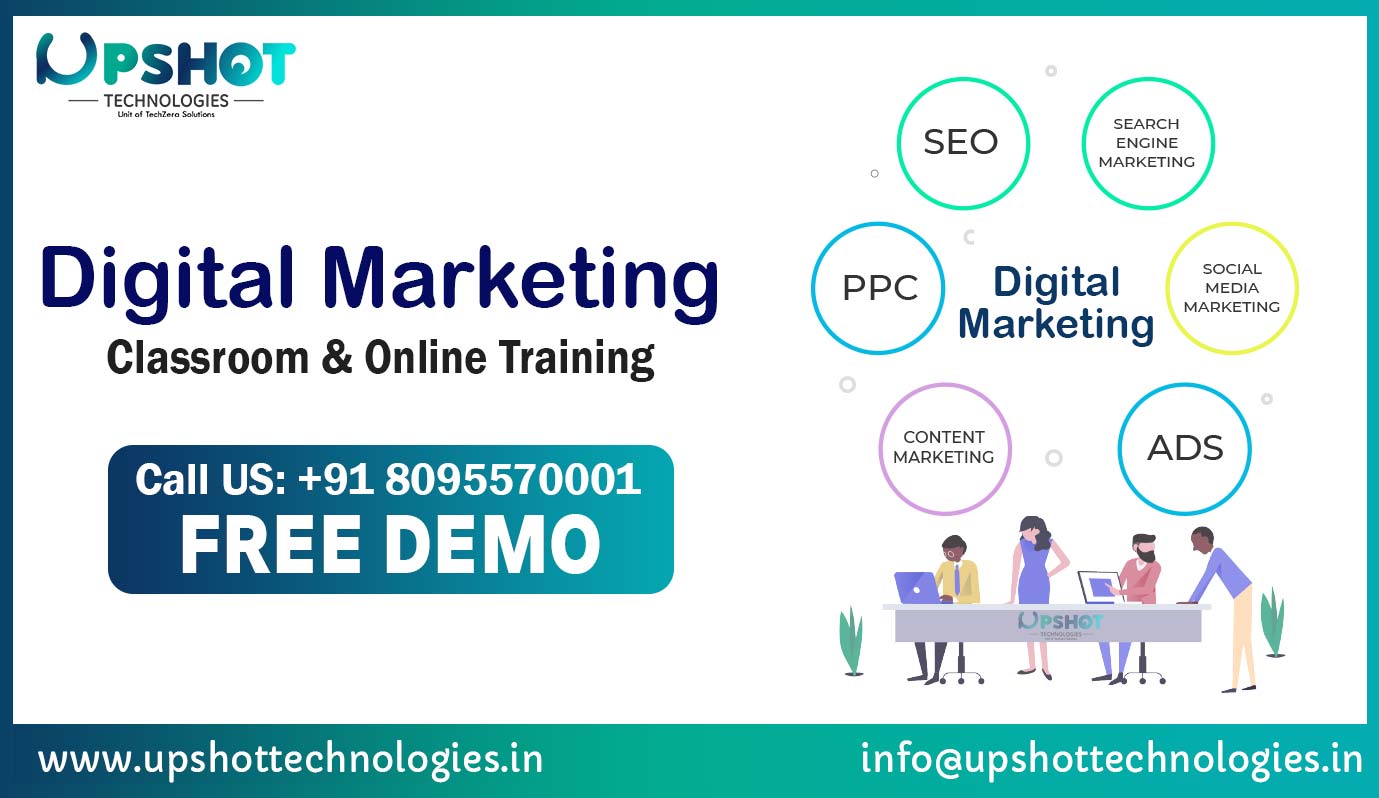 UPSHOT
TECHNOLOGIES
Unit of TechZera Solutions
Digital Marketing
Classroom & Online Training
Call US: +91 8095570001
FREE DEMO
SEO
SEARCH
ENGINE
MARKETING
PPC
Digital
Marketing
SOCIAL
MEDIA
MARKETING
CONTENT
MARKETING
ADS
UPSHOT
TECHNOLOGIES
www.upshottechnologies.in
info@upshottechnologies.in